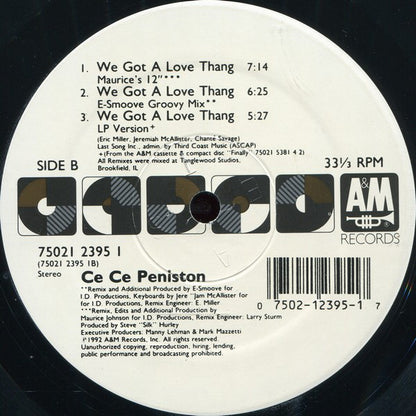 1. We Got A Love Thang 7:14
Maurice's 12"***
2. We Got A Love Thang 6:25
E-Smoove Groovy Mix**
3. We Got A Love Thang 5:27
LP Version+
(Eric Miller, Jeremiah McAllister, Chanté Savage)
Last Song Inc., admin. by Third Coast Music (ASCAP)
+(From the A&M cassette & compact disc "Finally," 75021 5381 4 2)
All Remixes were mixed at Tanglewood Studios,
Brookfield, IL
SIDE B
33⅓ RPM
A&M
RECORDS
75021 2395 1
(75021 2395 1B)
Stereo
Ce Ce Peniston
**Remix and Additional Produced by E-Smoove for
I.D. Productions, Keyboards by Jere "Jam McAllister for
for I.D. Productions, Remix Engineer: E. Miller
***Remix and Additional Production by
Maurice Johnson for I.D. Productions, Remix Engineer: Larry Sturm
Produced by Steve "Silk" Hurley
Executive Producers: Manny Lehman & Mark Mazzetti
℗1992 A&M Records, Inc. All rights reserved.
Unauthorized copying, reproduction, hiring, lending,
public performance and broadcasting prohibited.
0 7502-12395-1 7